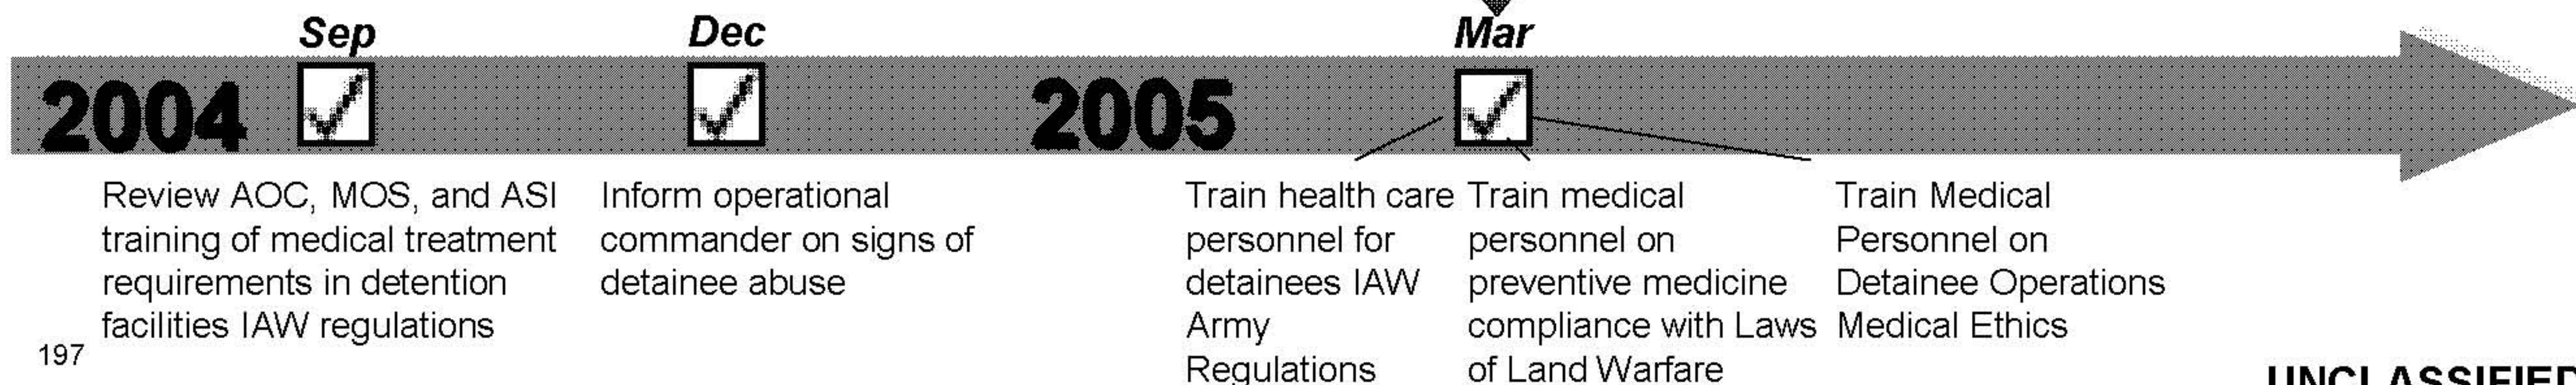 Sep
Dec
Mar
2004
2005
Review AOC, MOS, and ASI
training of medical treatment
requirements in detention
facilities IAW regulations
Inform operational
commander on signs of
detainee abuse
Train health care
personnel for
detainees IAW
Army
Regulations
Train medical
personnel on
preventive medicine
compliance with Laws
of Land Warfare
Train Medical
Personnel on
Detainee Operations
Medical Ethics
197
UNCLASSIFIED